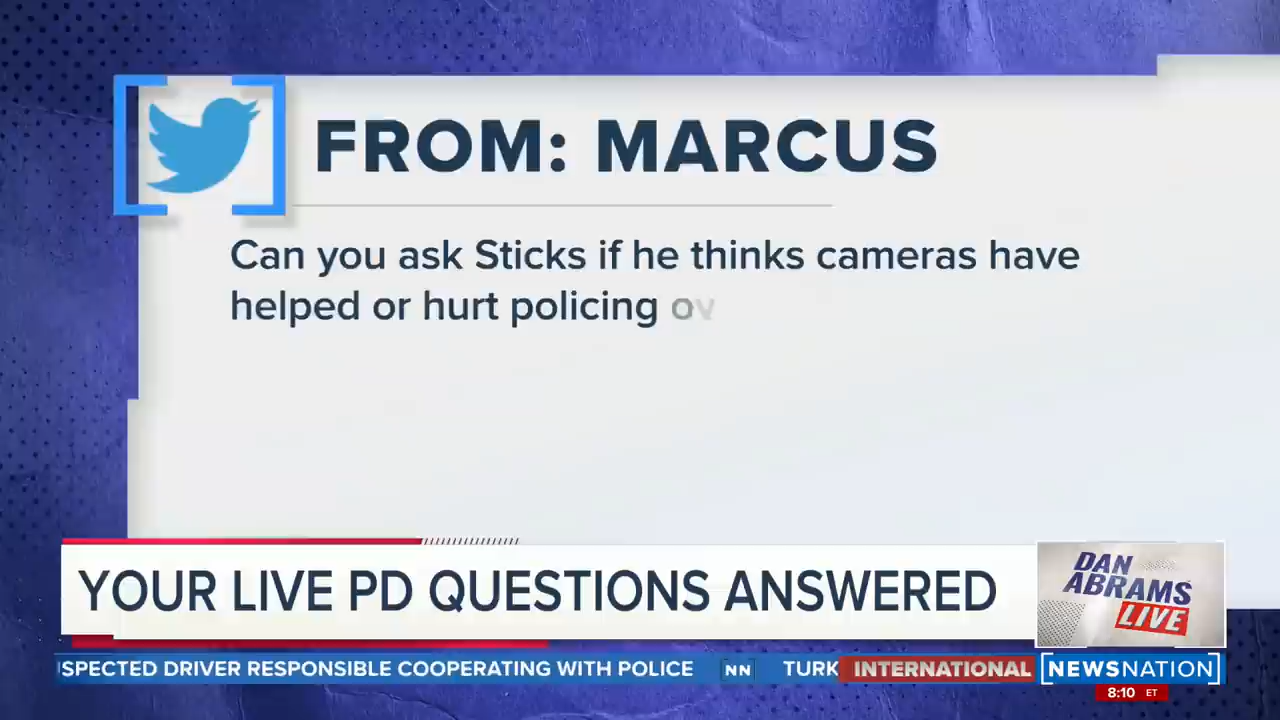 FROM: MARCUS
Can you ask Sticks if he thinks cameras have
helped or hurt policing ov
YOUR LIVE PD QUESTIONS ANSWERED
DAN
ABRAMS
LIVE
SPECTED DRIVER RESPONSIBLE COOPERATING WITH POLICE NN TURK INTERNATIONAL NEWSNATION
8:10 ET